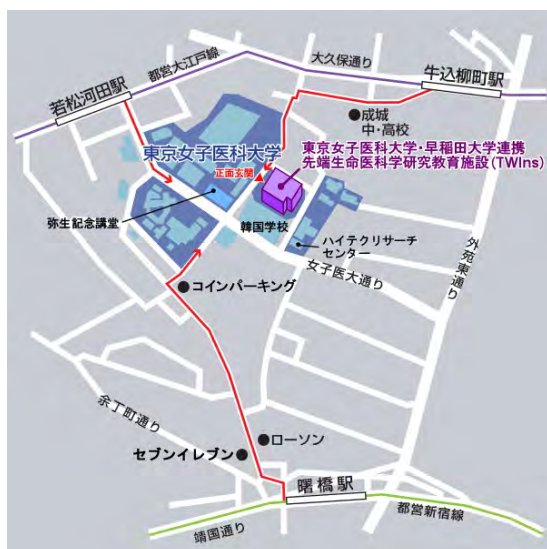 大久保通り
牛込柳町駅
都営大江戸線
若松河田駅
成城
中・高校
東京女子医科大学
東京女子医科大学・早稲田大学連携
先端生命医科学研究教育施設(TWIns)
正面玄関
弥生記念講堂
韓国学校
ハイテクリサーチ
センター
外苑東通り
女子医大通り
コインパーキング
余丁町通り
ローソン
セブンイレブン
曙橋駅
都営新宿線
靖国通り